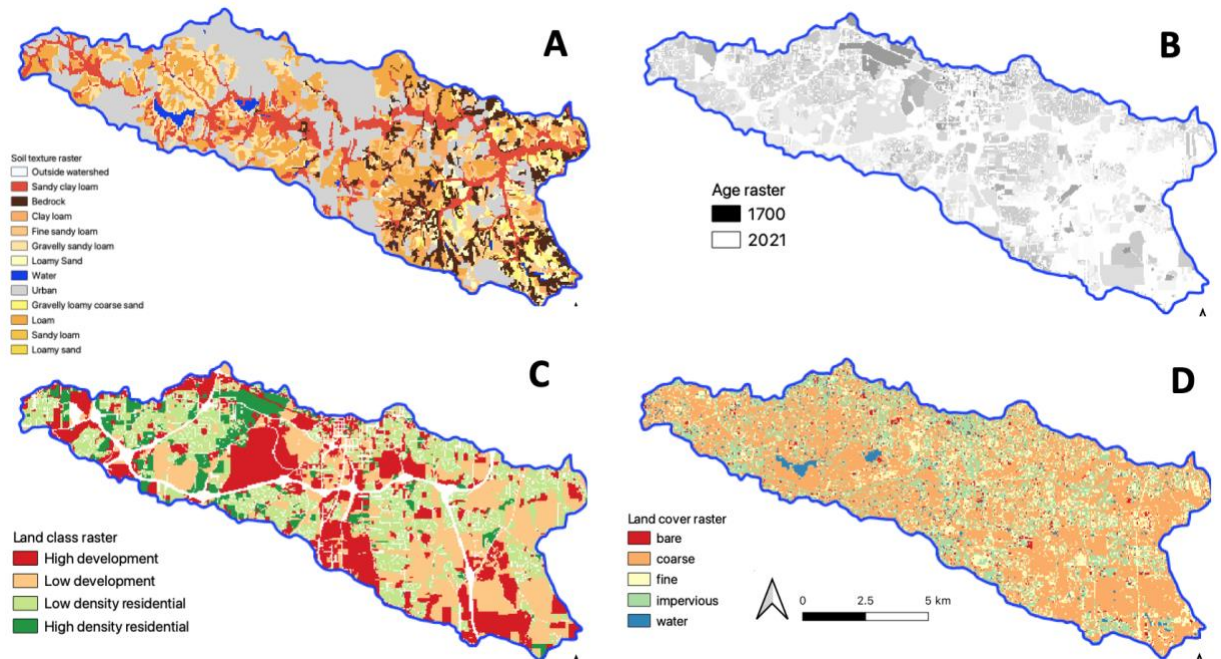 A
Soil texture raster
Outside watershed
Sandy clay loam
Bedrock
Clay loam
Fine sandy loam
Gravelly sandy loam
Loamy Sand
Water
Urban
Gravelly loamy coarse sand
Loam
Sandy loam
Loamy sand
B
Age raster
1700
2021
C
Land class raster
High development
Low development
Low density residential
High density residential
D
Land cover raster
bare
coarse
fine
impervious
water
0 2.5 5 km